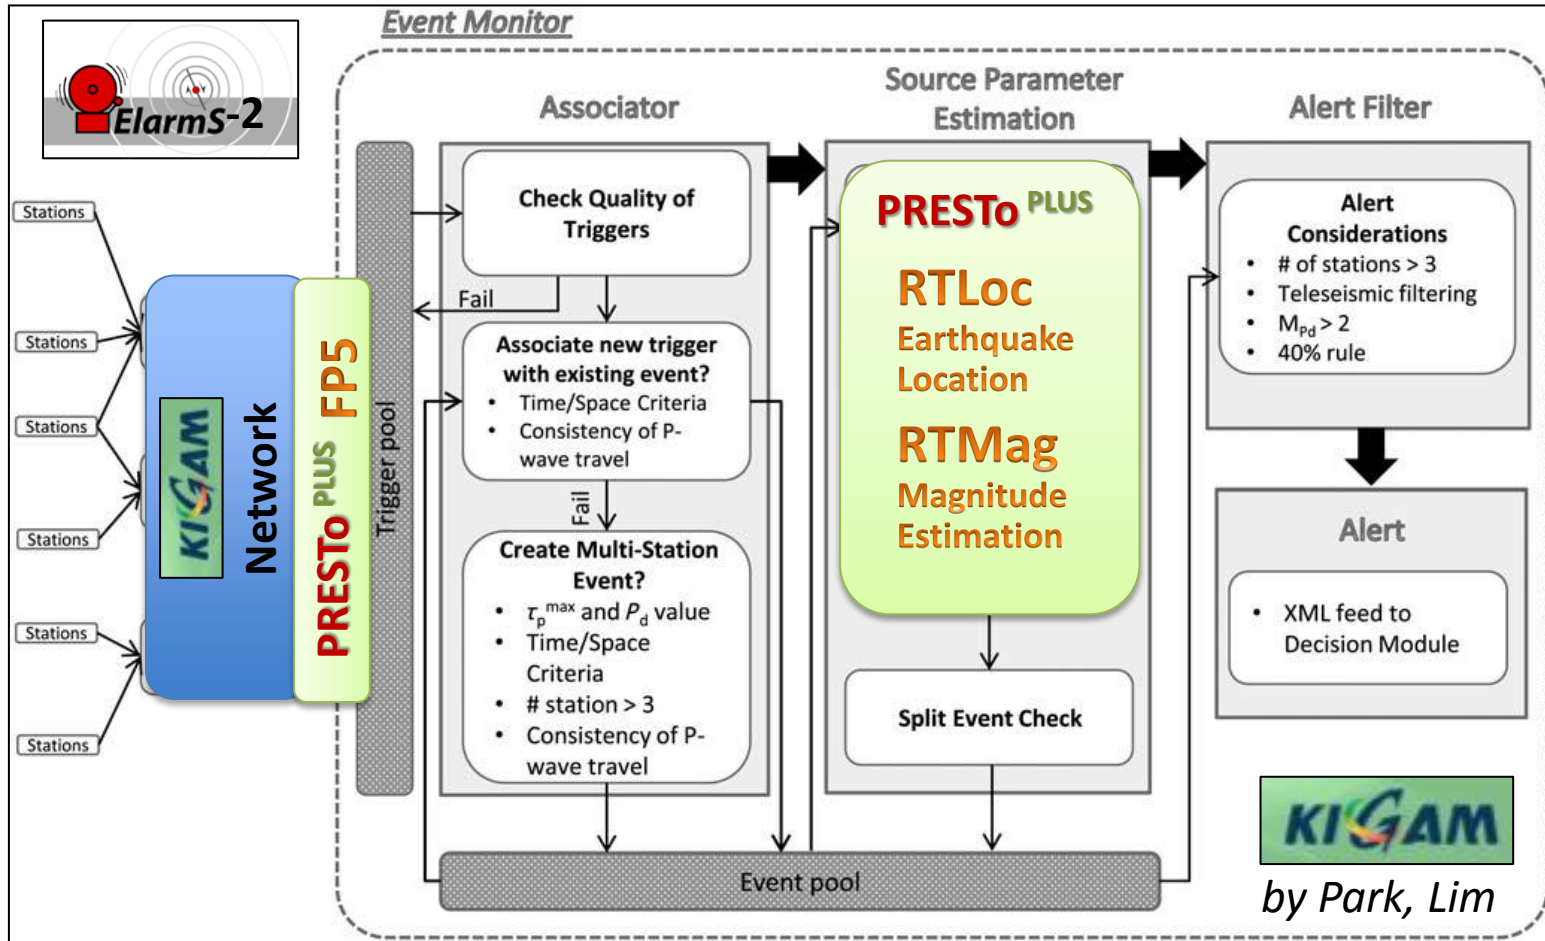 Event Monitor
ElarmS-2
Stations
Stations
Stations
Stations
Stations
Stations
KIGAM
Network
PRESTo PLUS FP5
Trigger pool
Associator
Check Quality of
Triggers
Fail
Associate new trigger
with existing event?
• Time/Space Criteria
• Consistency of P-
wave travel
Fail
Create Multi-Station
Event?
• τp^max and Pd value
• Time/Space
Criteria
• # station > 3
• Consistency of P-
wave travel
Source Parameter
Estimation
PRESTo PLUS
RTLoc
Earthquake
Location
RTMag
Magnitude
Estimation
Split Event Check
Event pool
Alert Filter
Alert
Considerations
• # of stations > 3
• Teleseismic filtering
• MPd > 2
• 40% rule
Alert
• XML feed to
Decision Module
KIGAM
by Park, Lim